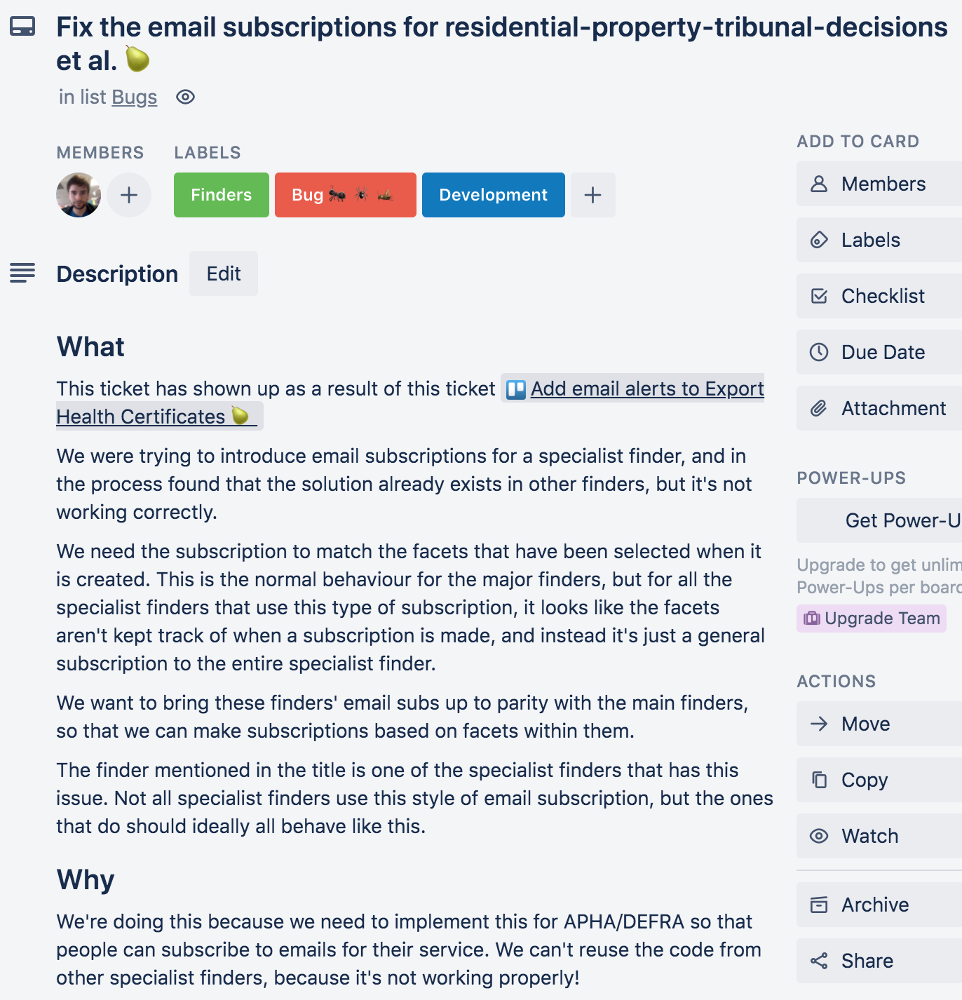 Fix the email subscriptions for residential-property-tribunal-decisions
et al. 🍐
in list Bugs
MEMBERS
LABELS
Finders
Bug 🐜 🕷 🦗
Development
Description
Edit
What
This ticket has shown up as a result of this ticket Add email alerts to Export
Health Certificates 🍐
We were trying to introduce email subscriptions for a specialist finder, and in
the process found that the solution already exists in other finders, but it's not
working correctly.
We need the subscription to match the facets that have been selected when it
is created. This is the normal behaviour for the major finders, but for all the
specialist finders that use this type of subscription, it looks like the facets
aren't kept track of when a subscription is made, and instead it's just a general
subscription to the entire specialist finder.
We want to bring these finders' email subs up to parity with the main finders,
so that we can make subscriptions based on facets within them.
The finder mentioned in the title is one of the specialist finders that has this
issue. Not all specialist finders use this style of email subscription, but the ones
that do should ideally all behave like this.
Why
We're doing this because we need to implement this for APHA/DEFRA so that
people can subscribe to emails for their service. We can't reuse the code from
other specialist finders, because it's not working properly!
ADD TO CARD
Members
Labels
Checklist
Due Date
Attachment
POWER-UPS
Get Power-U
Upgrade to get unlim
Power-Ups per board
Upgrade Team
ACTIONS
Move
Copy
Watch
Archive
Share